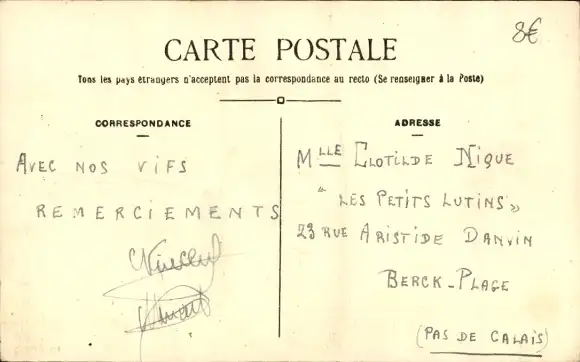 8€
CARTE POSTALE
Tous les pays étrangers n'acceptent pas la correspondance au recto (Se renseigner à la Poste)
CORRESPONDANCE
AVEC NOS VIFS
REMERCIEMENTS
ADRESSE
Mlle CLOTILDE NIQUE
"LES PETITS LUTINS"
23 RUE ARISTIDE DANVIN
BERCK-PLAGE
(PAS DE CALAIS)